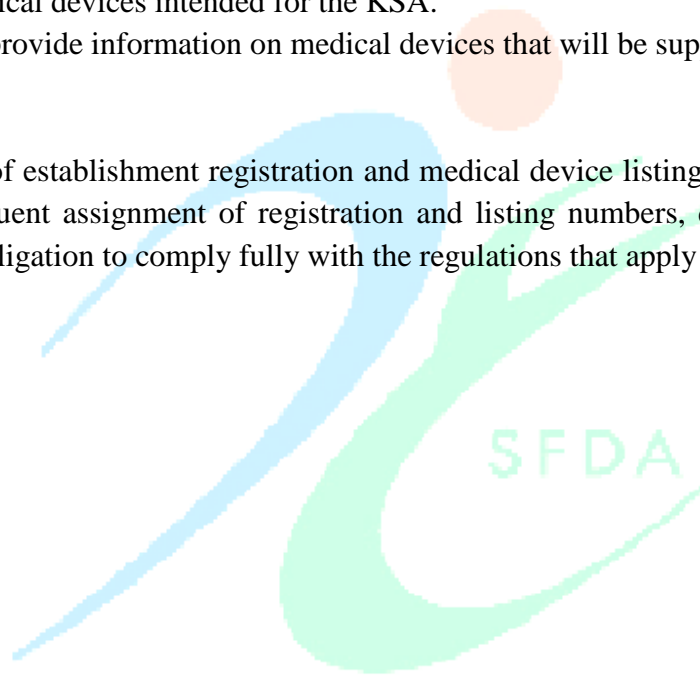 ical devices intended for the KSA.
provide information on medical devices that will be sup
of establishment registration and medical device listing
uent assignment of registration and listing numbers,
ligation to comply fully with the regulations that apply
SFDA